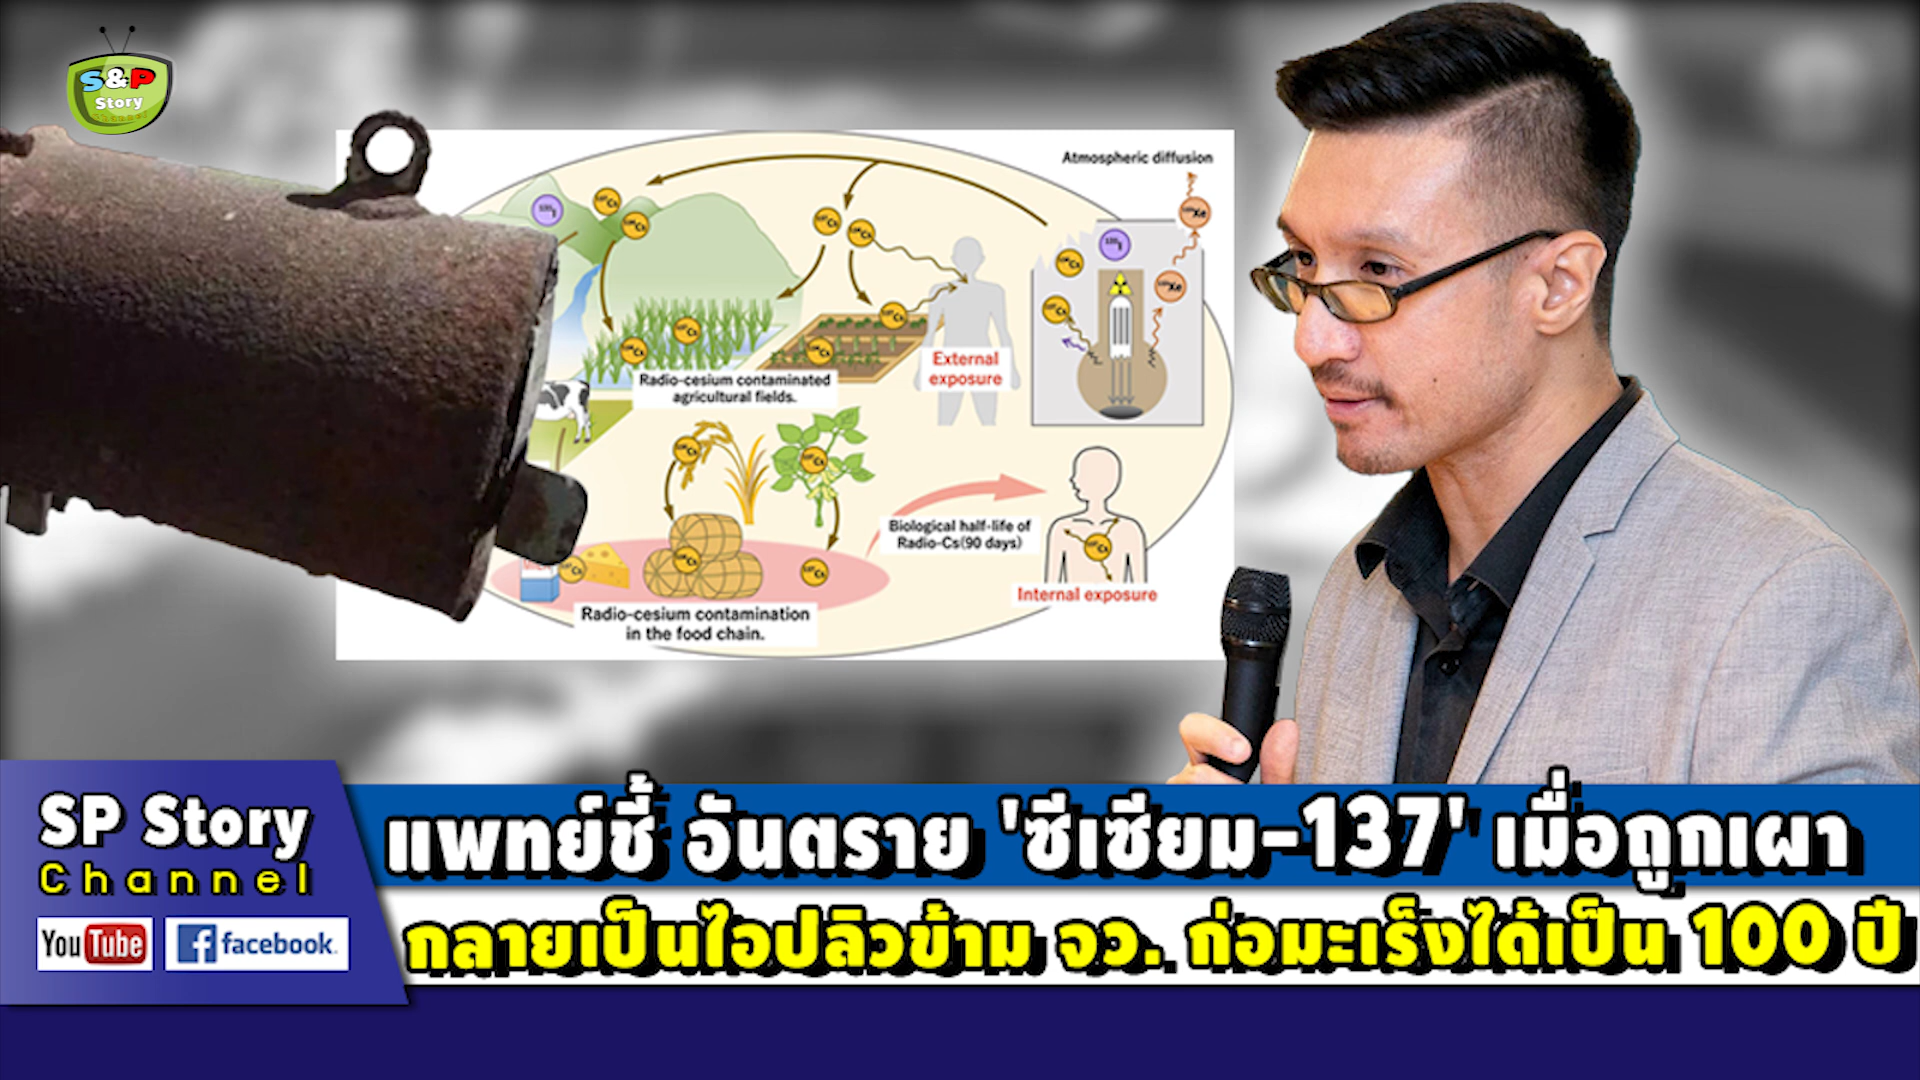 S&P
Story
Channel
Atmospheric diffusion
External
exposure
Radio-cesium contaminated
agricultural fields.
Biological half-life of
Radio-Cs(90 days)
Internal exposure
Radio-cesium contamination
in the food chain.
SP Story
Channel
YouTube
facebook.
แพทย์ชี้ อันตราย 'ซีเซียม-137' เมื่อถูกเผา
กลายเป็นไอปลิวข้าม จว. ก่อมะเร็งได้เป็น 100 ปี